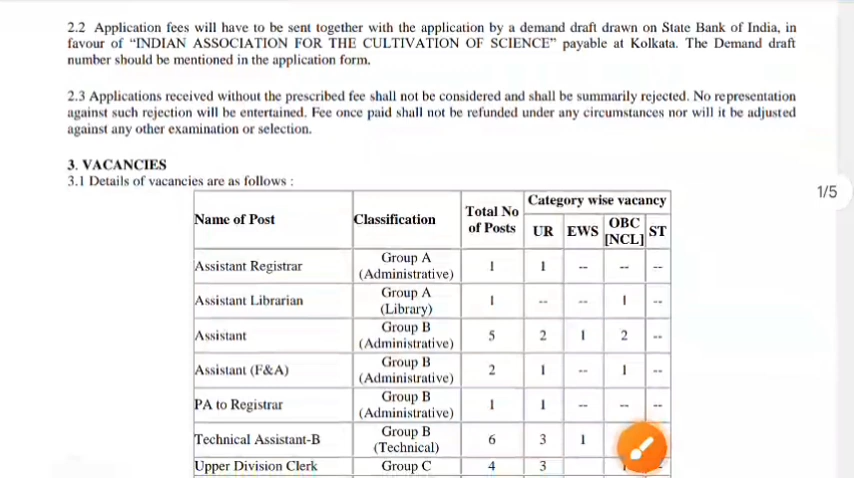 2.2 Application fees will have to be sent together with the application by a demand draft drawn on State Bank of India, in
favour of “INDIAN ASSOCIATION FOR THE CULTIVATION OF SCIENCE” payable at Kolkata. The Demand draft
number should be mentioned in the application form.
2.3 Applications received without the prescribed fee shall not be considered and shall be summarily rejected. No representation
against such rejection will be entertained. Fee once paid shall not be refunded under any circumstances nor will it be adjusted
against any other examination or selection.
3. VACANCIES
3.1 Details of vacancies are as follows :
1/5
Name of Post Classification Total No of Posts Category wise vacancy
UR EWS OBC [NCL] ST
Assistant Registrar Group A (Administrative) 1 1 -- -- --
Assistant Librarian Group A (Library) 1 -- -- 1 --
Assistant Group B (Administrative) 5 2 1 2 --
Assistant (F&A) Group B (Administrative) 2 1 -- 1 --
PA to Registrar Group B (Administrative) 1 1 -- -- --
Technical Assistant-B Group B (Technical) 6 3 1
Upper Division Clerk Group C 4 3